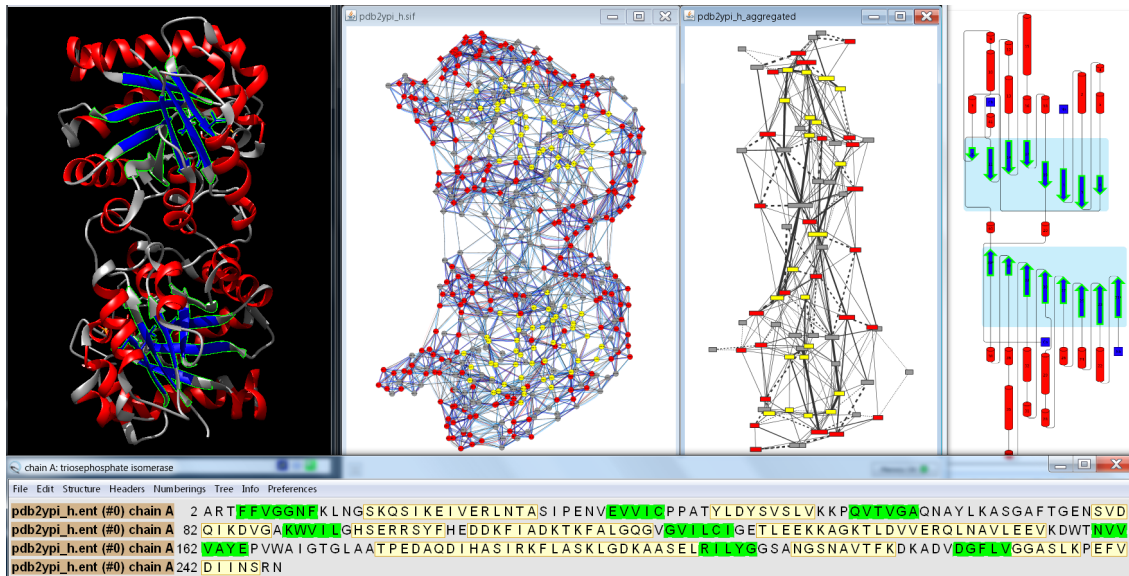 pdb2ypi_h.sif
pdb2ypi_h_aggregated
chain A: triosephosphate isomerase
File Edit Structure Headers Numberings Tree Info Preferences
pdb2ypi_h.ent (#0) chain A 2 ARTFFVGGNFKLNGSKQSIKEIVERLNTASIPENVEVVICPPATYLDYSVSLVKKPQVTVGAQNAYLKASGAFTGENSVD
pdb2ypi_h.ent (#0) chain A 82 QIKDVGAKWVILGHSERRSYFHEDDKFIADKTKFALGQGVGVILCIGETLEEKKAGKTLDVVERQLNAVLEEVKDWTNVV
pdb2ypi_h.ent (#0) chain A 162 VAYEPVWAIGTGLAATPEDAQDIHASIRKFLASKLGDKAASELRILYGGSANGSNAVTFKDKADVDGFLVGGASLKPEFV
pdb2ypi_h.ent (#0) chain A 242 DIINSRN